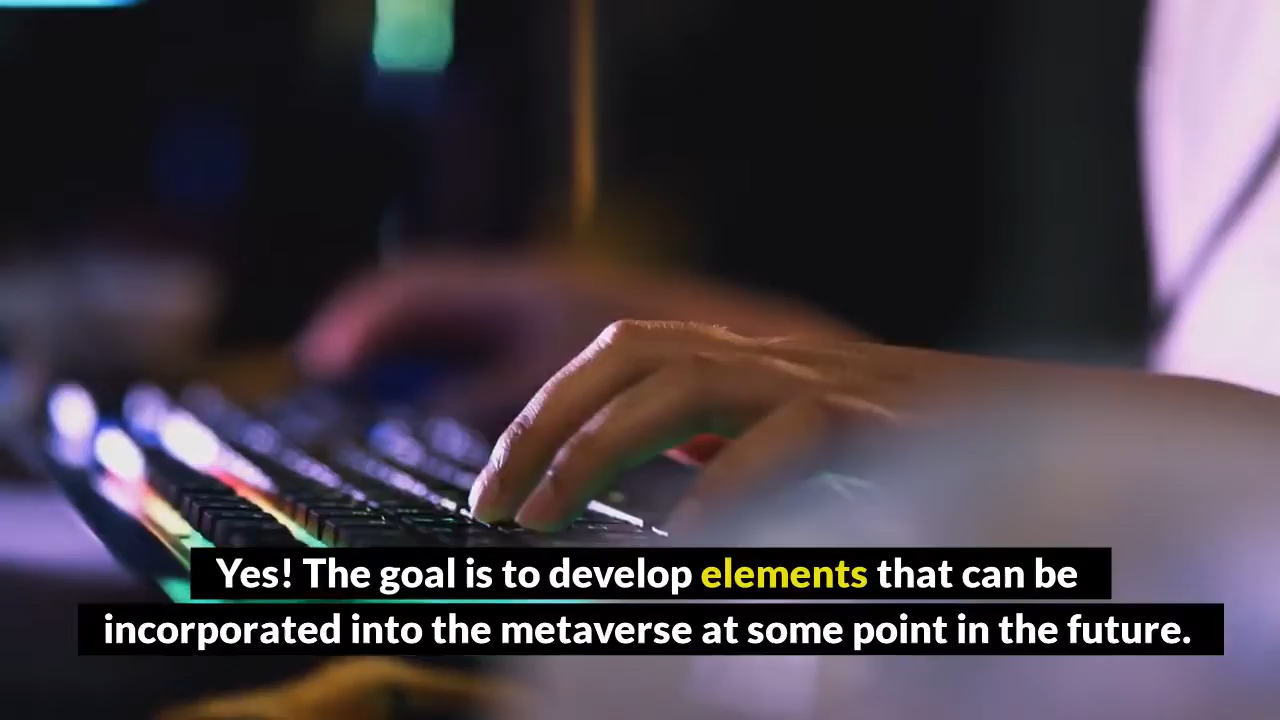 Yes! The goal is to develop elements that can be
incorporated into the metaverse at some point in the future.